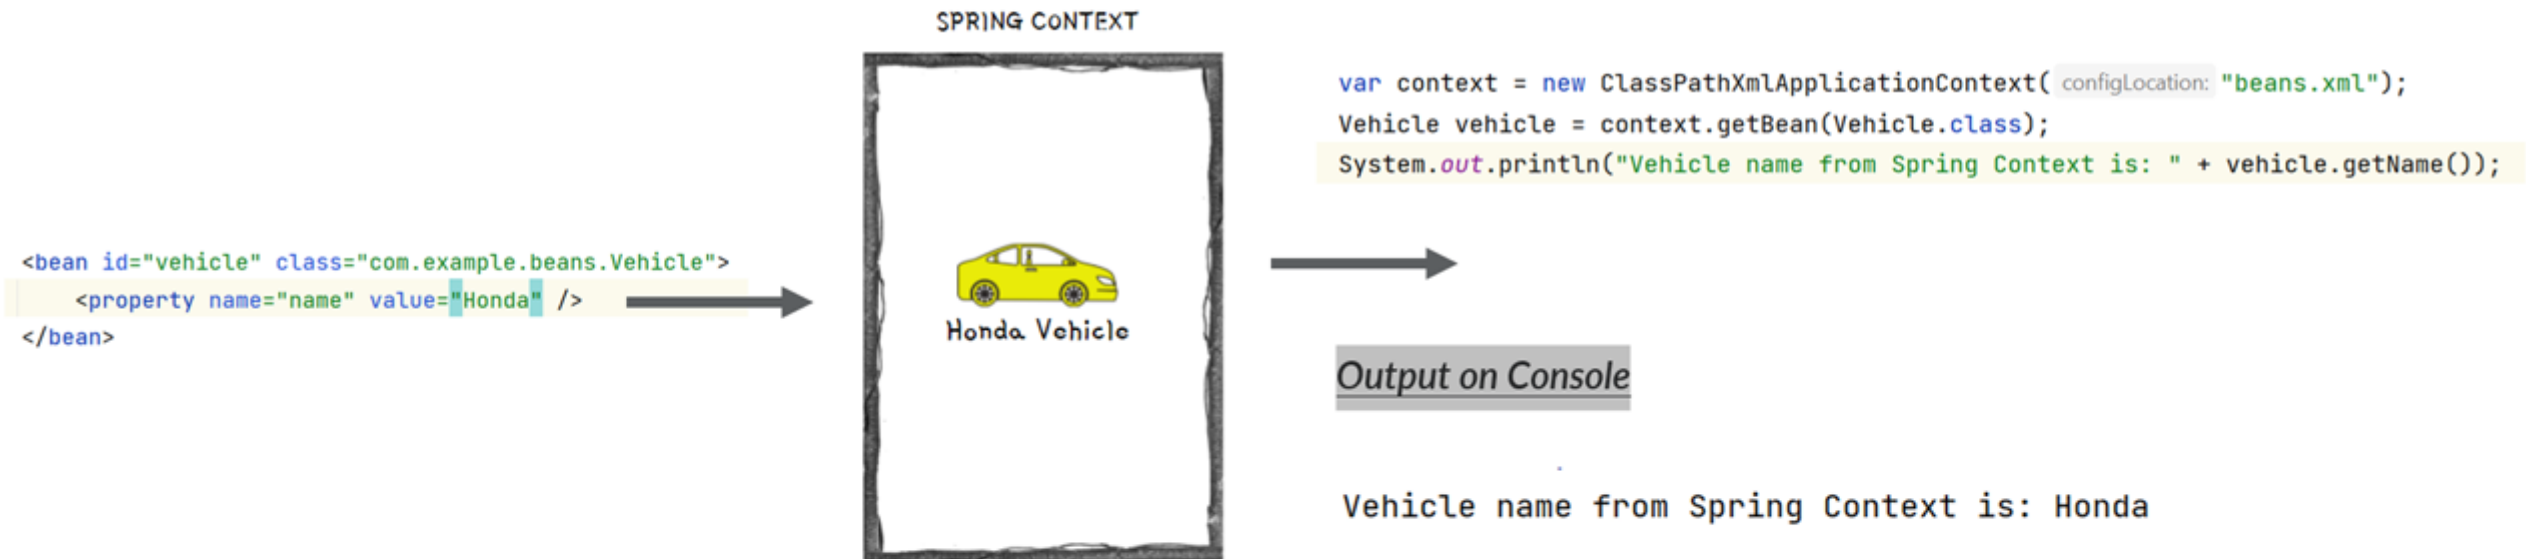 SPRING CONTEXT
<bean id="vehicle" class="com.example.beans.Vehicle">
<property name="name" value="Honda" />
</bean>
Honda Vehicle
var context = new ClassPathXmlApplicationContext( configLocation: "beans.xml");
Vehicle vehicle = context.getBean(Vehicle.class);
System.out.println("Vehicle name from Spring Context is: " + vehicle.getName());
Output on Console
Vehicle name from Spring Context is: Honda